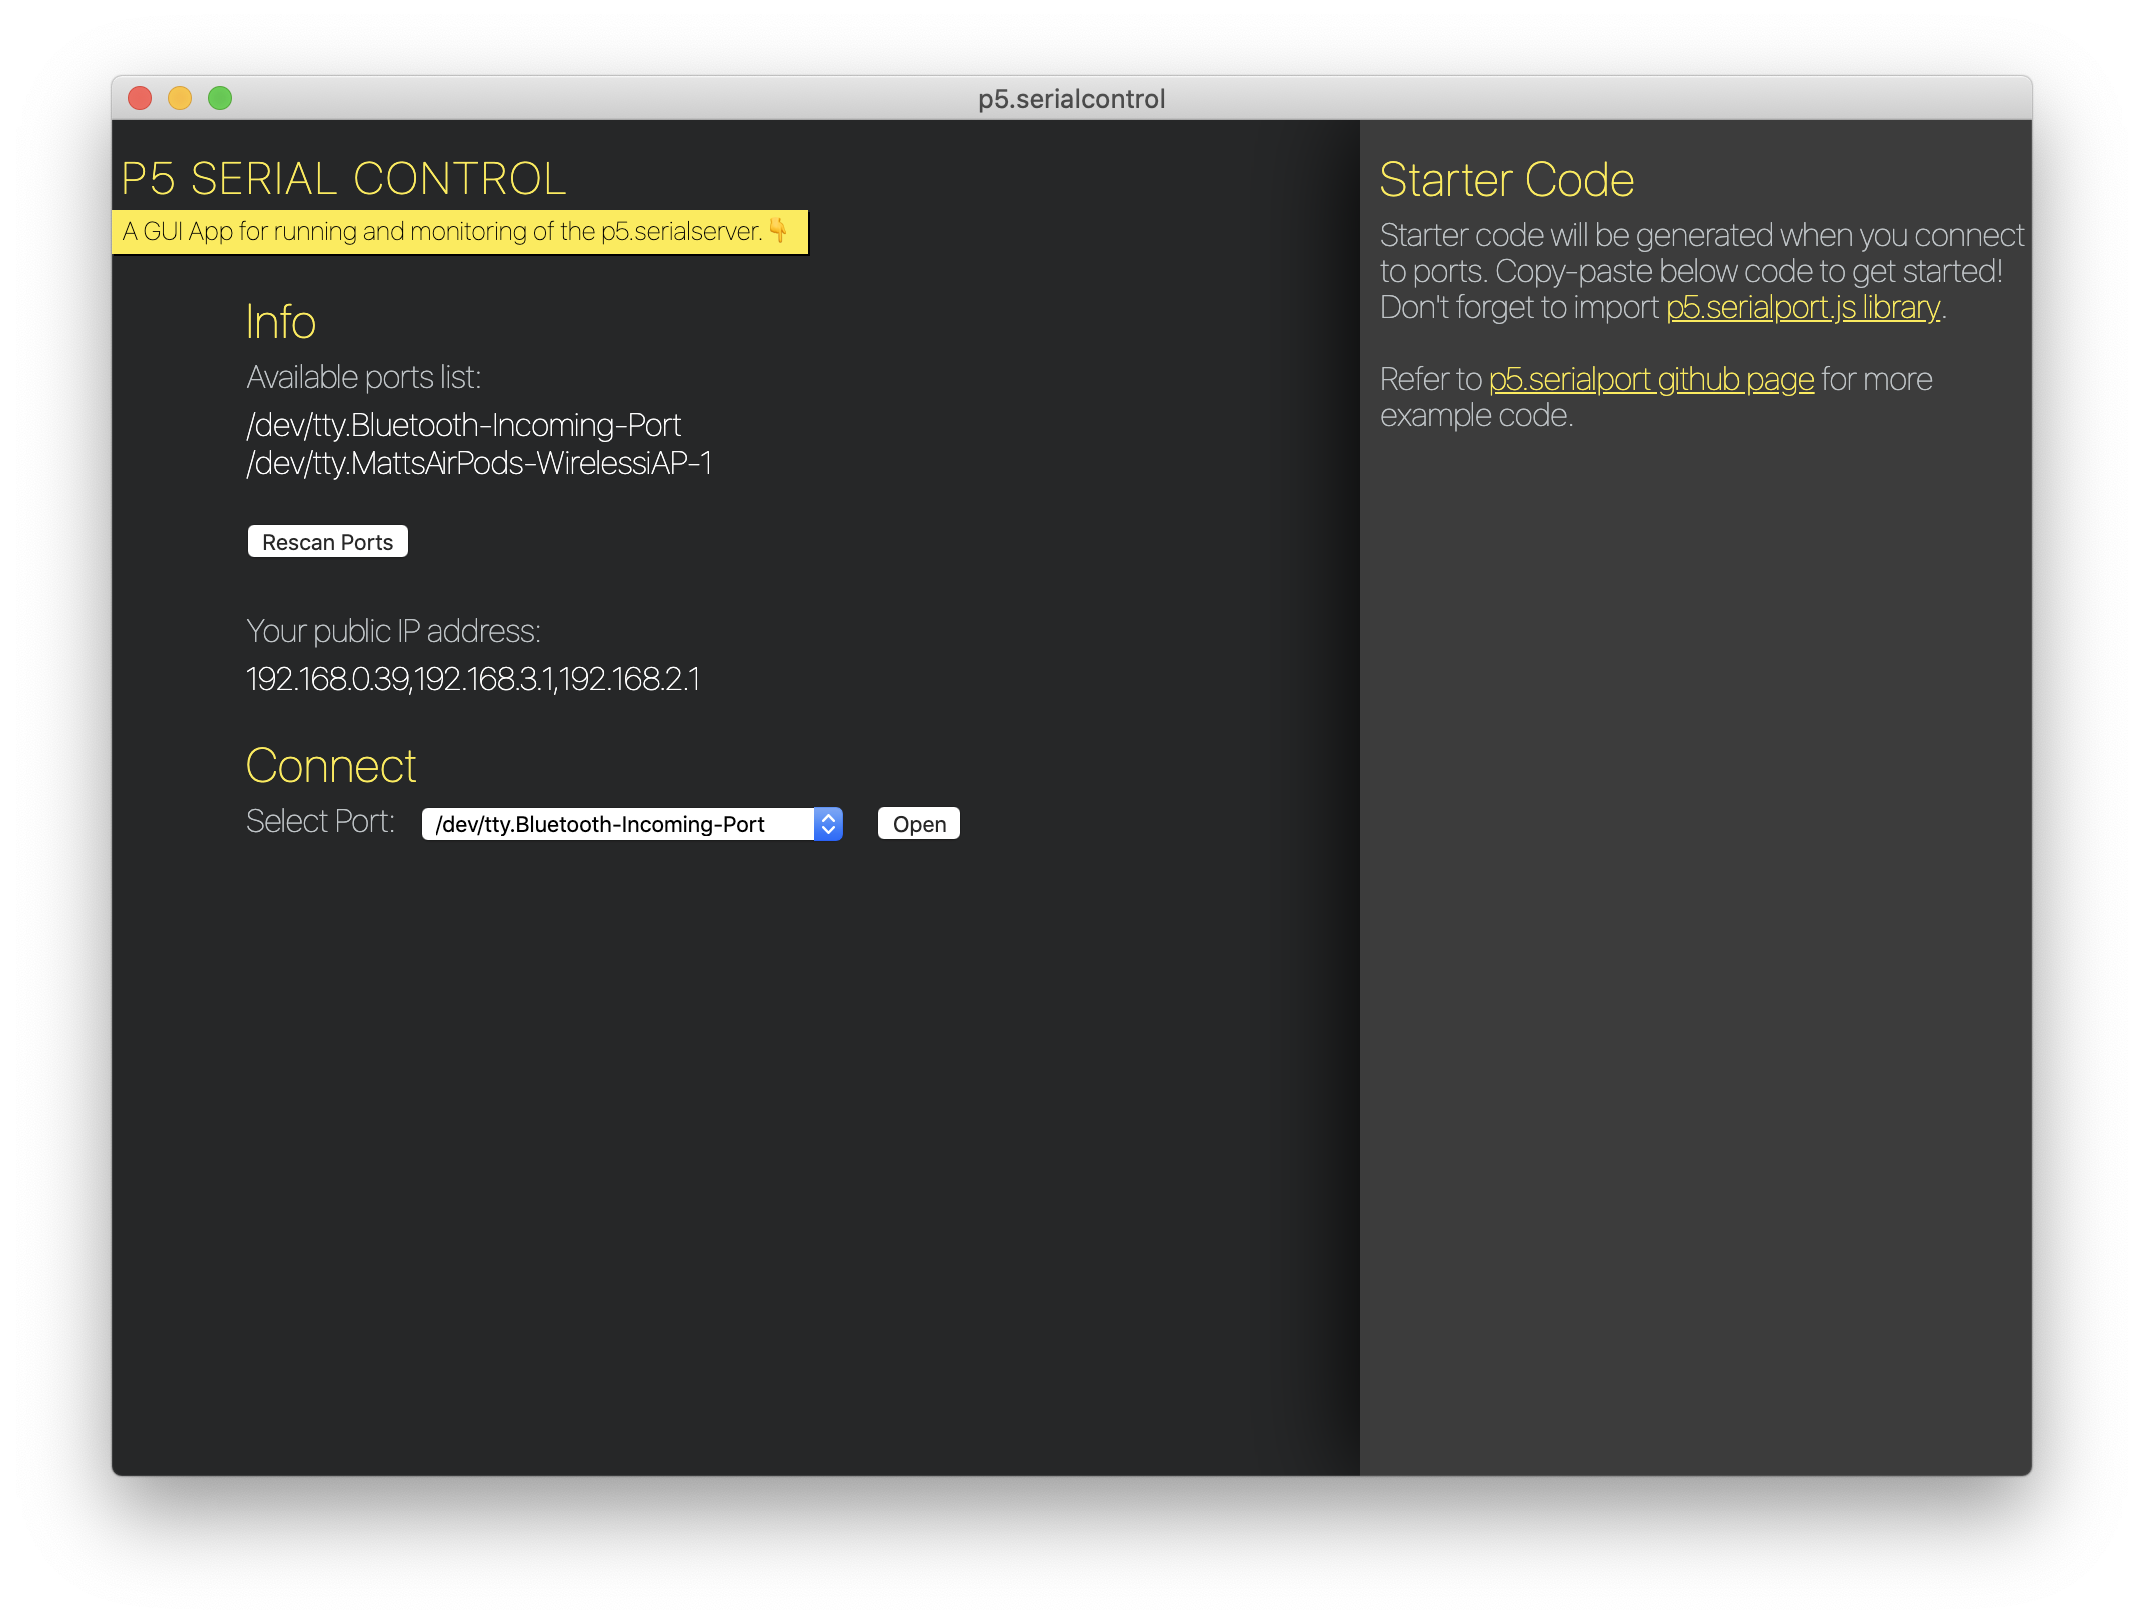 p5.serialcontrol
P5 SERIAL CONTROL
A GUI App for running and monitoring of the p5.serialserver.👇
Info
Available ports list:
/dev/tty.Bluetooth-Incoming-Port
/dev/tty.MattsAirPods-WirelessiAP-1
Rescan Ports
Your public IP address:
192.168.0.39,192.168.3.1,192.168.2.1
Connect
Select Port: /dev/tty.Bluetooth-Incoming-Port Open
Starter Code
Starter code will be generated when you connect
to ports. Copy-paste below code to get started!
Don't forget to import p5.serialport.js library.
Refer to p5.serialport github page for more
example code.